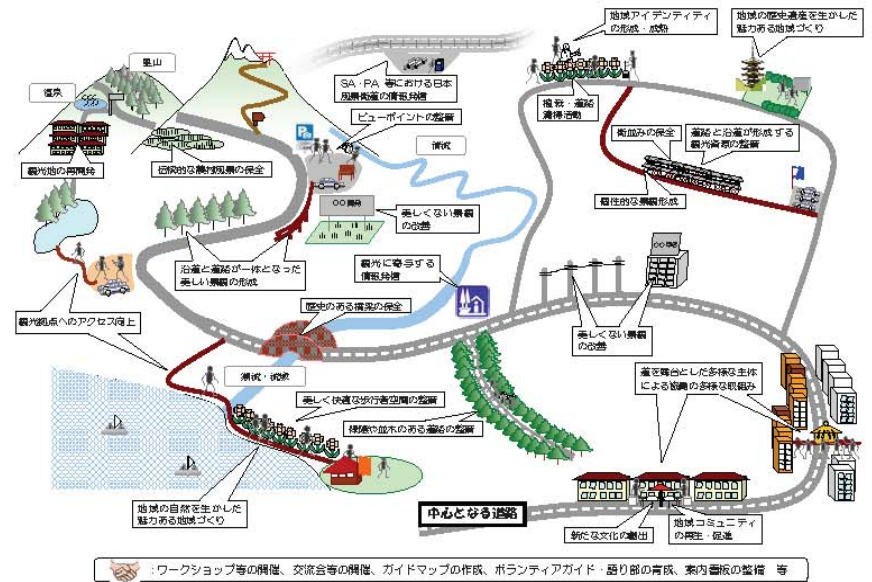 地域アイデンティティ
の形成・成熟
地域の歴史遺産を生かした
魅力ある地域づくり
里山
温泉
SA・PA 等における日本
風景街道の情報発信
植栽・道路
清掃活動
ビューポイントの整備
清流
街並みの保全
道路と沿道が形成する
観光資源の整備
観光地の再開発
伝統的な農村風景の保全
個性的な景観形成
〇〇開発
美しくない景観
の改善
沿道と道路が一体となった
美しい景観の形成
観光に寄与する
情報発信
歴史のある橋梁の保全
観光拠点へのアクセス向上
美しくない景観
の改善
道を舞台とした多様な主体
による協働の多様な取組み
美しく快適な歩行者空間の整備
緑陰や並木のある道路の整備
地域の自然を生かした
魅力ある地域づくり
中心となる道路
新たな文化の創出
地域コミュニティ
の再生・促進
:ワークショップ等の開催、交流会等の開催、ガイドマップの作成、ボランティアガイド・語り部の育成、案内看板の整備 等